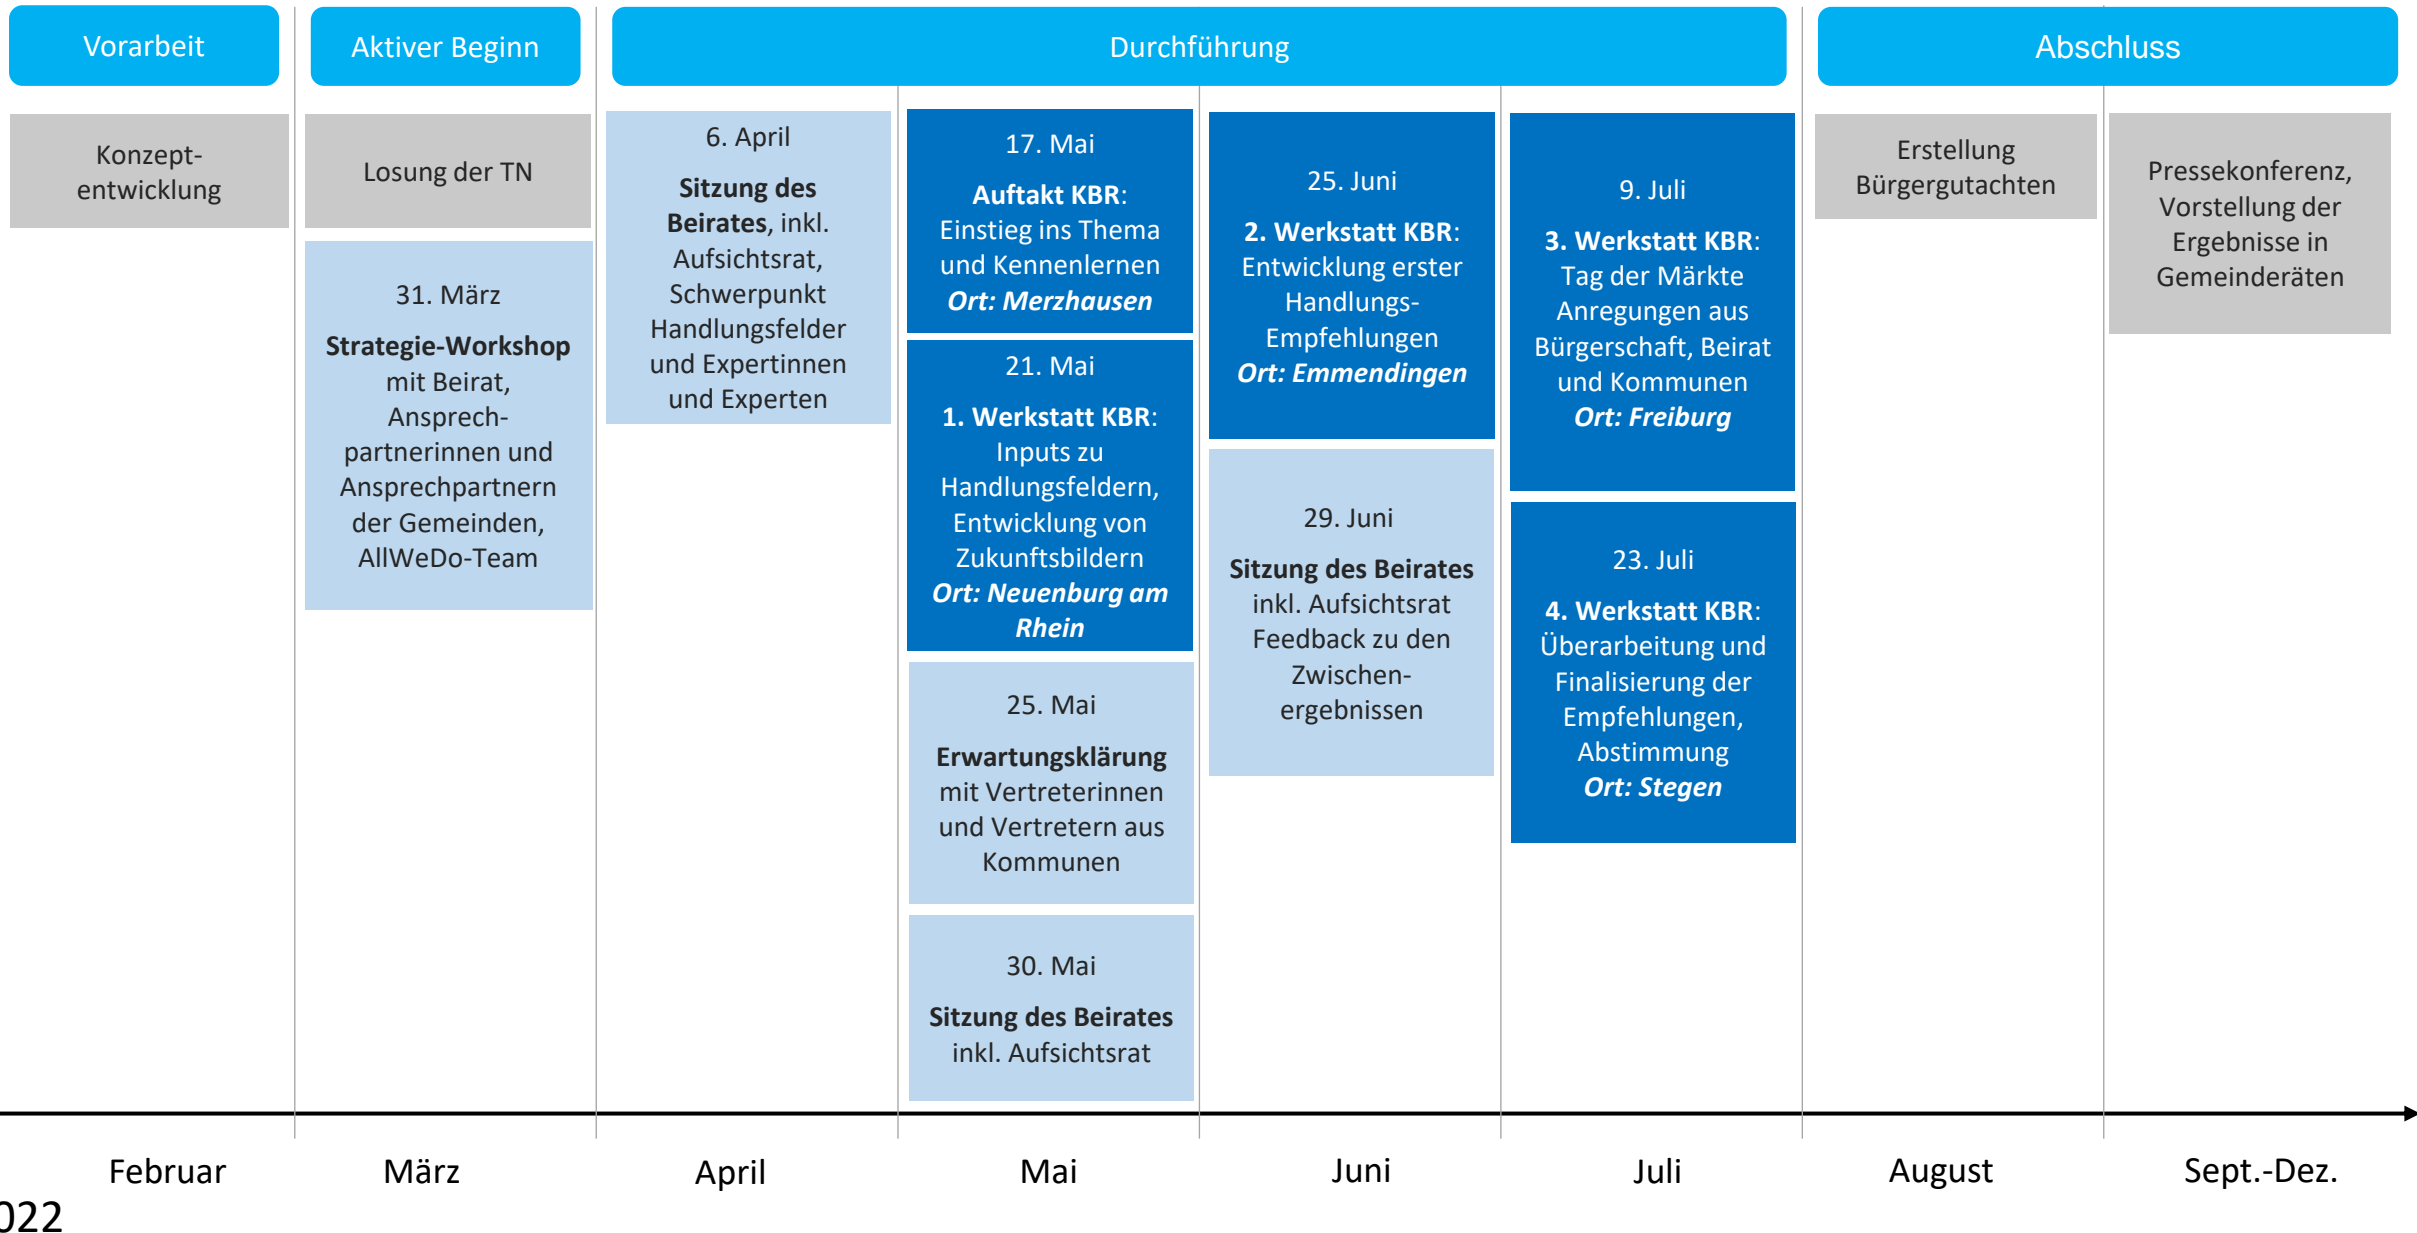 Vorarbeit
Aktiver Beginn
Durchführung
Abschluss
Konzept-
entwicklung
Losung der TN
31. März
Strategie-Workshop
mit Beirat,
Ansprech-
partnerinnen und
Ansprechpartnern
der Gemeinden,
AllWeDo-Team
6. April
Sitzung des
Beirates, inkl.
Aufsichtsrat,
Schwerpunkt
Handlungsfelder
und Expertinnen
und Experten
17. Mai
Auftakt KBR:
Einstieg ins Thema
und Kennenlernen
Ort: Merzhausen
21. Mai
1. Werkstatt KBR:
Inputs zu
Handlungsfeldern,
Entwicklung von
Zukunftsbildern
Ort: Neuenburg am
Rhein
25. Mai
Erwartungsklärung
mit Vertreterinnen
und Vertretern aus
Kommunen
30. Mai
Sitzung des Beirates
inkl. Aufsichtsrat
25. Juni
2. Werkstatt KBR:
Entwicklung erster
Handlungs-
Empfehlungen
Ort: Emmendingen
29. Juni
Sitzung des Beirates
inkl. Aufsichtsrat
Feedback zu den
Zwischen-
ergebnissen
9. Juli
3. Werkstatt KBR:
Tag der Märkte
Anregungen aus
Bürgerschaft, Beirat
und Kommunen
Ort: Freiburg
23. Juli
4. Werkstatt KBR:
Überarbeitung und
Finalisierung der
Empfehlungen,
Abstimmung
Ort: Stegen
Erstellung
Bürgergutachten
Pressekonferenz,
Vorstellung der
Ergebnisse in
Gemeinderäten
Februar
März
April
Mai
Juni
Juli
August
Sept.-Dez.
022